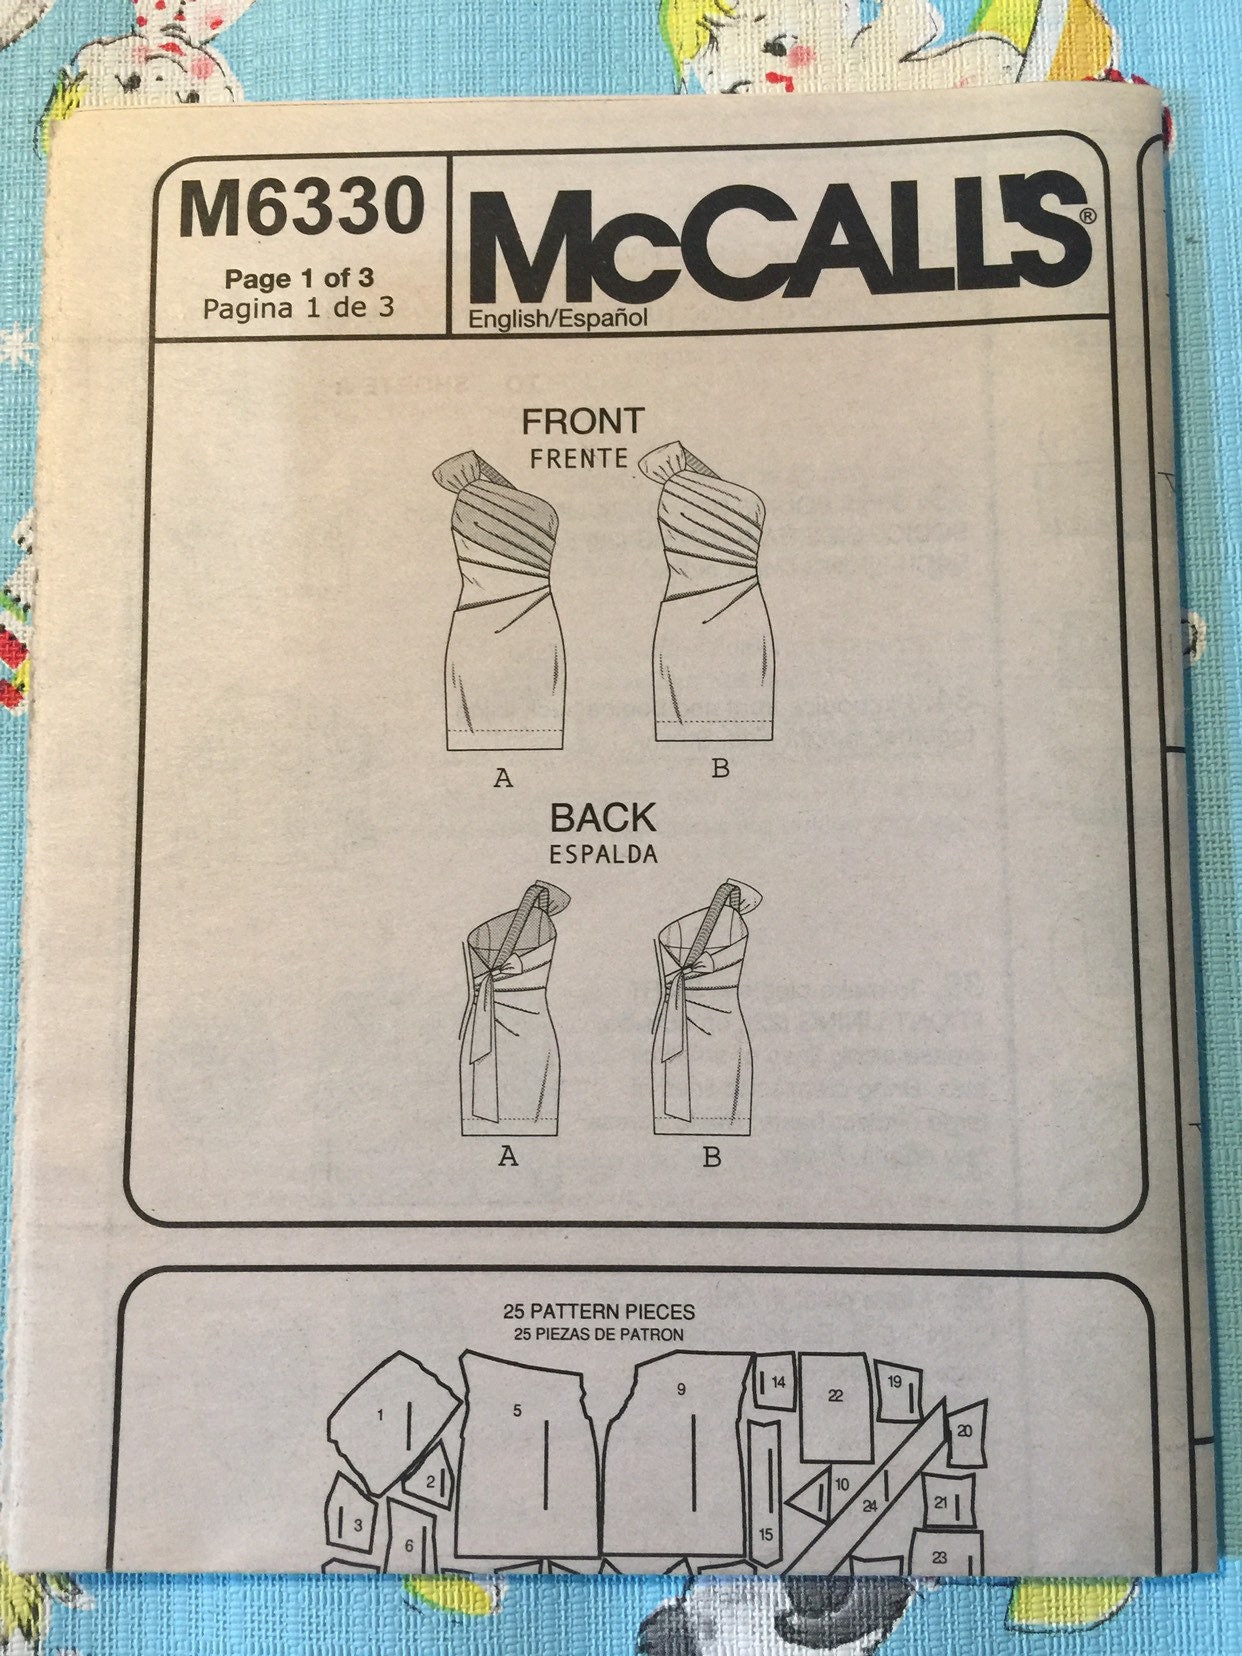 M6330
Page 1 of 3
Pagina 1 de 3
McCALL'S®
English/Español
FRONT
FRENTE
A
B
BACK
ESPALDA
A
B
25 PATTERN PIECES
25 PIEZAS DE PATRON
1
5
9
14
22
19
20
2
10
24
21
3
6
15
23